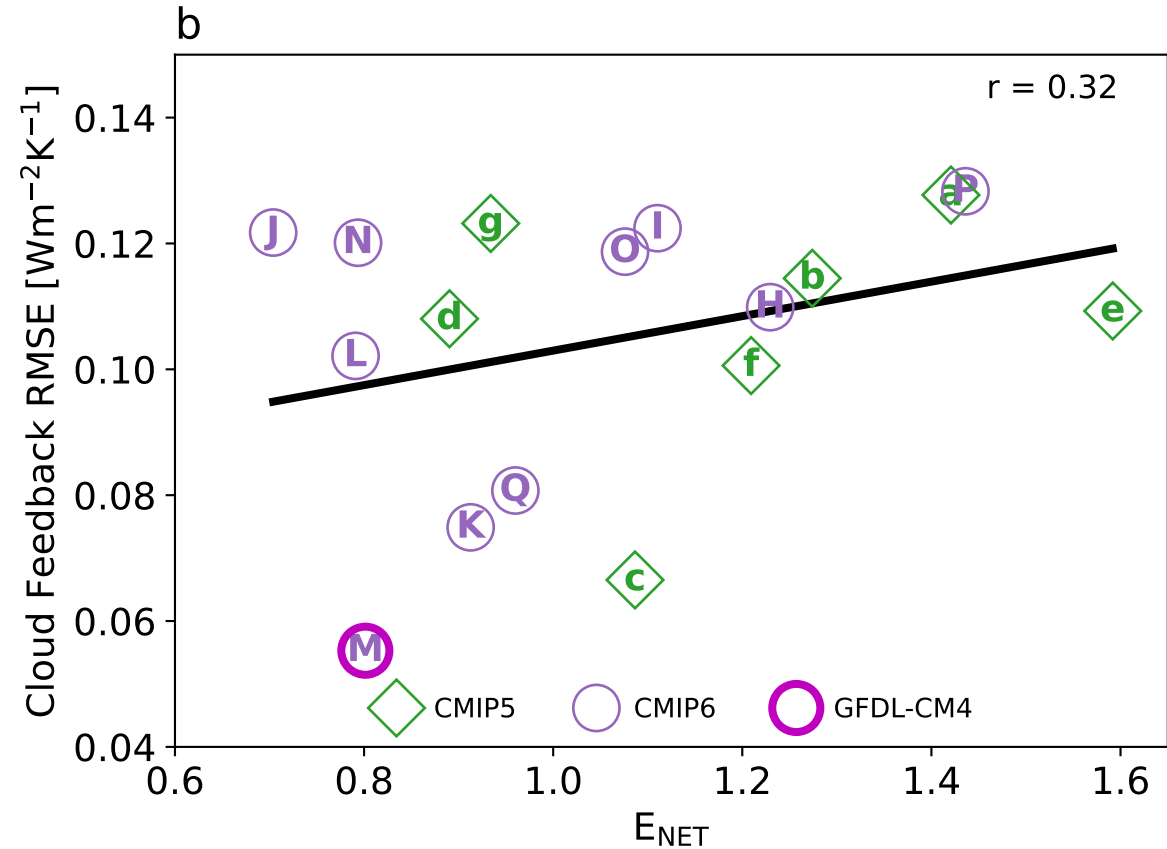 b
r = 0.32
Cloud Feedback RMSE [Wm⁻²K⁻¹]
0.14
0.12
0.10
0.08
0.06
0.04
a P
J N g O I
b
H
d e
L f
Q
K
c
M
CMIP5 CMIP6 GFDL-CM4
0.6 0.8 1.0 1.2 1.4 1.6
E_NET